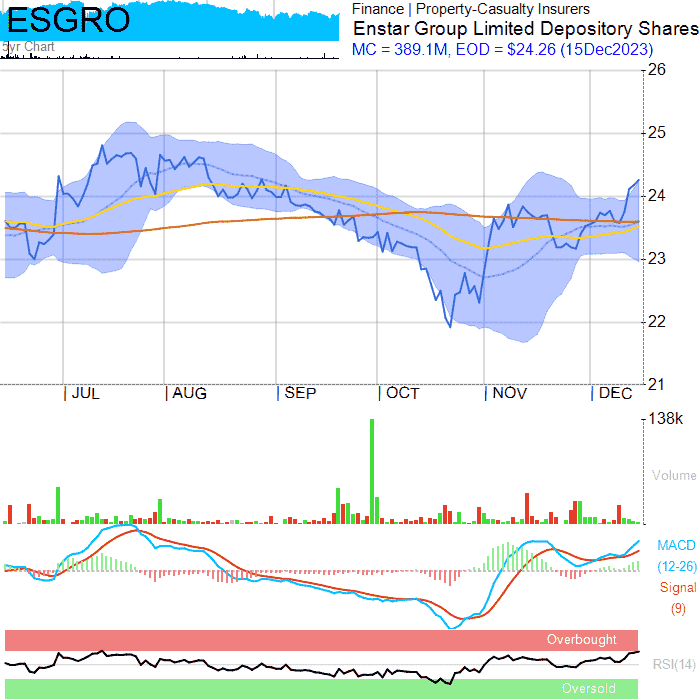 ESGRO
5yr Chart
Finance | Property-Casualty Insurers
Enstar Group Limited Depository Shares
MC = 389.1M, EOD = $24.26 (15Dec2023)
26
25
24
23
22
21
JUL AUG SEP OCT NOV DEC
138k
Volume
MACD
(12-26)
Signal
(9)
Overbought
RSI(14)
Oversold